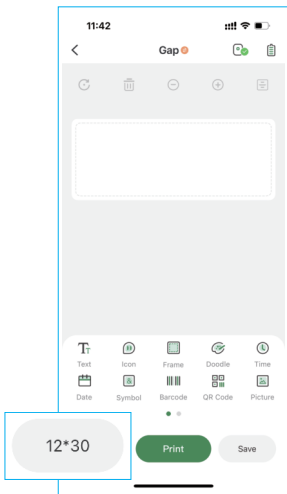 11:42
Gap
Text Icon Frame Doodle Time
Date Symbol Barcode QR Code Picture
12*30 Print Save